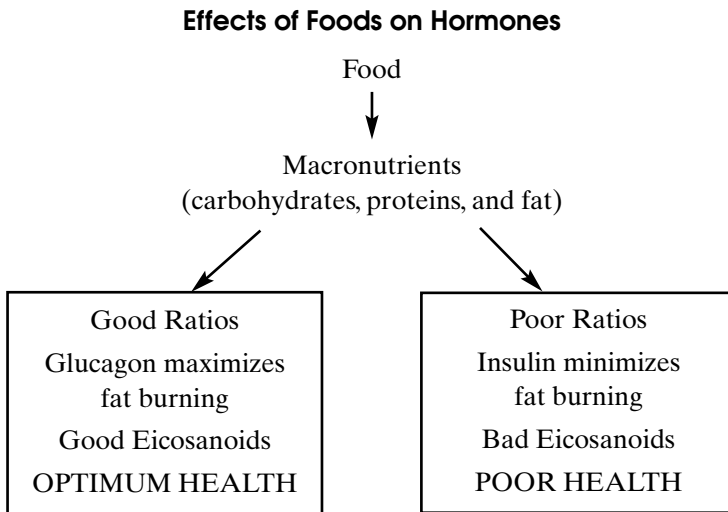 Effects of Foods on Hormones
Food
Macronutrients
(carbohydrates, proteins, and fat)
Good Ratios
Glucagon maximizes
fat burning
Good Eicosanoids
OPTIMUM HEALTH
Poor Ratios
Insulin minimizes
fat burning
Bad Eicosanoids
POOR HEALTH